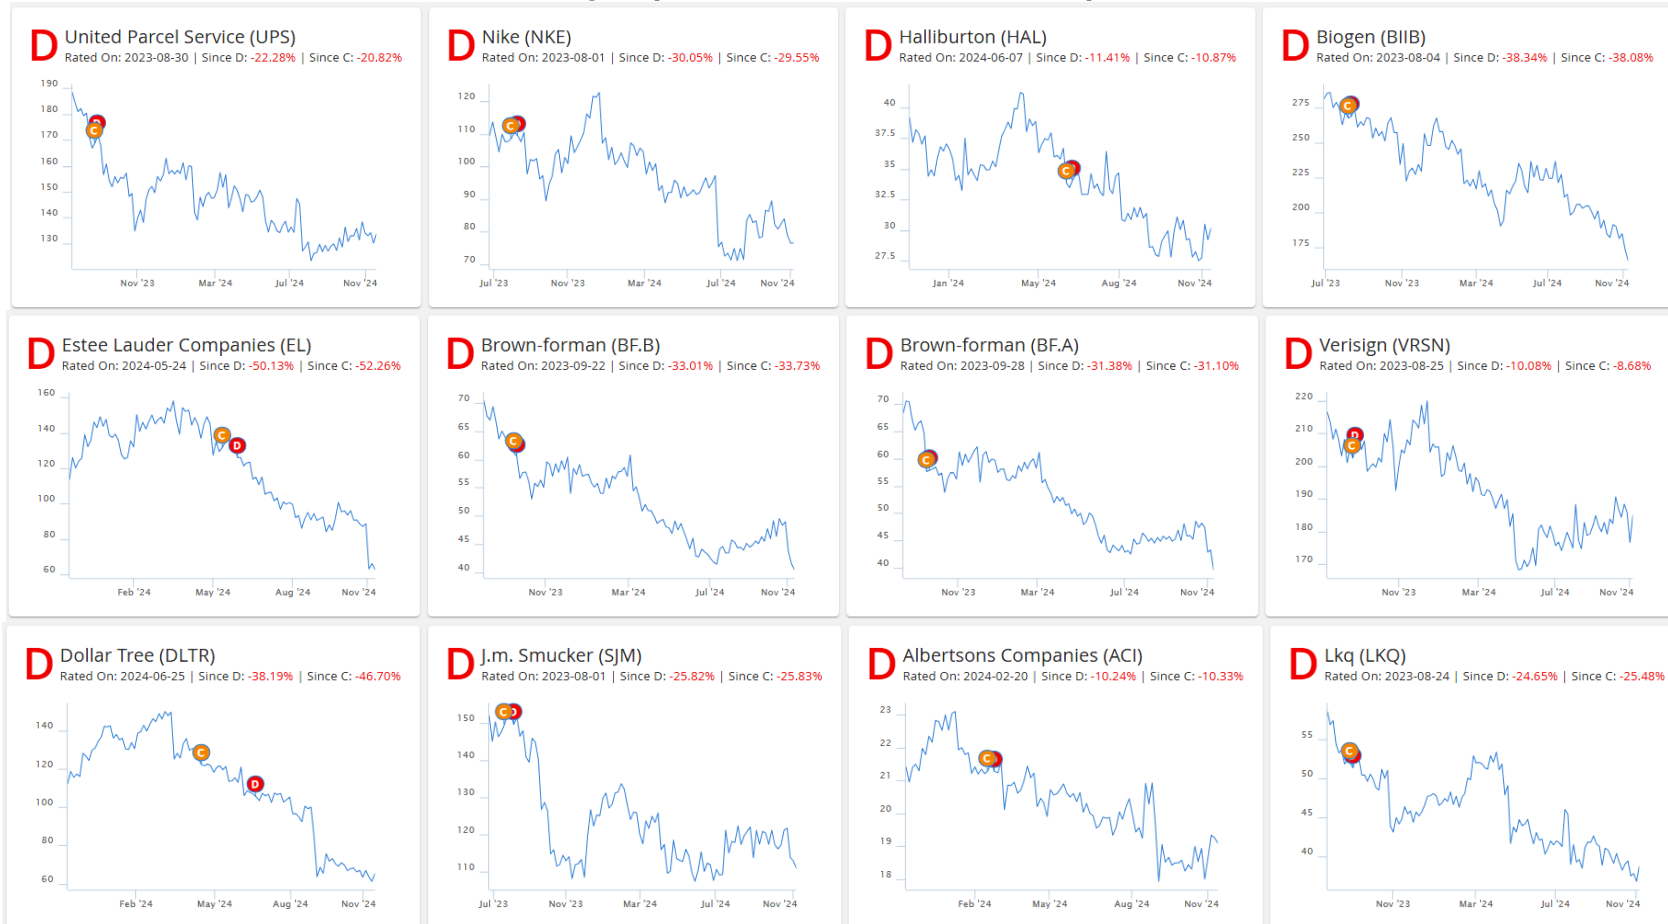 D United Parcel Service (UPS)
Rated On: 2023-08-30 | Since D: -22.28% | Since C: -20.82%
190
180
170
160
150
140
130
D
C
Nov '23 Mar '24 Jul '24 Nov '24
D Nike (NKE)
Rated On: 2023-08-01 | Since D: -30.05% | Since C: -29.55%
120
110
100
90
80
70
C
Jul '23 Nov '23 Mar '24 Jul '24 Nov '24
D Halliburton (HAL)
Rated On: 2024-06-07 | Since D: -11.41% | Since C: -10.87%
40
37.5
35
32.5
30
27.5
C
Jan '24 May '24 Aug '24 Nov '24
D Biogen (BIIB)
Rated On: 2023-08-04 | Since D: -38.34% | Since C: -38.08%
275
250
225
200
175
C
Jul '23 Nov '23 Mar '24 Jul '24 Nov '24
D Estee Lauder Companies (EL)
Rated On: 2024-05-24 | Since D: -50.13% | Since C: -52.26%
160
140
120
100
80
60
C
D
Feb '24 May '24 Aug '24 Nov '24
D Brown-forman (BF.B)
Rated On: 2023-09-22 | Since D: -33.01% | Since C: -33.73%
70
65
60
55
50
45
40
C
Nov '23 Mar '24 Jul '24 Nov '24
D Brown-forman (BF.A)
Rated On: 2023-09-28 | Since D: -31.38% | Since C: -31.10%
70
65
60
55
50
45
40
C
Nov '23 Mar '24 Jul '24 Nov '24
D Verisign (VRSN)
Rated On: 2023-08-25 | Since D: -10.08% | Since C: -8.68%
220
210
200
190
180
170
D
C
Nov '23 Mar '24 Jul '24 Nov '24
D Dollar Tree (DLTR)
Rated On: 2024-06-25 | Since D: -38.19% | Since C: -46.70%
140
120
100
80
60
C
D
Feb '24 May '24 Aug '24 Nov '24
D J.m. Smucker (SJM)
Rated On: 2023-08-01 | Since D: -25.82% | Since C: -25.83%
150
140
130
120
110
C D
Jul '23 Nov '23 Mar '24 Jul '24 Nov '24
D Albertsons Companies (ACI)
Rated On: 2024-02-20 | Since D: -10.24% | Since C: -10.33%
23
22
21
20
19
18
C
Feb '24 May '24 Aug '24 Nov '24
D Lkq (LKQ)
Rated On: 2023-08-24 | Since D: -24.65% | Since C: -25.48%
55
50
45
40
C
Nov '23 Mar '24 Jul '24 Nov '24